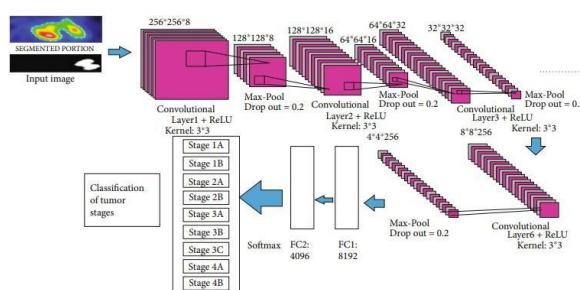 256*256*8
128*128*8
128*128*16
64*64*16
64*64*32
32*32*32
SEGMENTED PORTION
Input image
Convolutional
Layer1 + ReLU
Kernel: 3*3
Max-Pool
Drop out = 0.2
Convolutional
Layer2 + ReLU
Kernel: 3*3
Max-Pool
Drop out = 0.2
Convolutional
Layer3 + ReLU
Kernel: 3*3
Max-Pool
Drop out = 0.
Classification
of tumor
stages
Stage 1A
Stage 1B
Stage 2A
Stage 2B
Stage 3A
Stage 3B
Stage 3C
Stage 4A
Stage 4B
Softmax
FC2:
4096
FC1:
8192
4*4*256
Max-Pool
Drop out = 0.2
8*8*256
Convolutional
Layer6 + ReLU
Kernel: 3*3